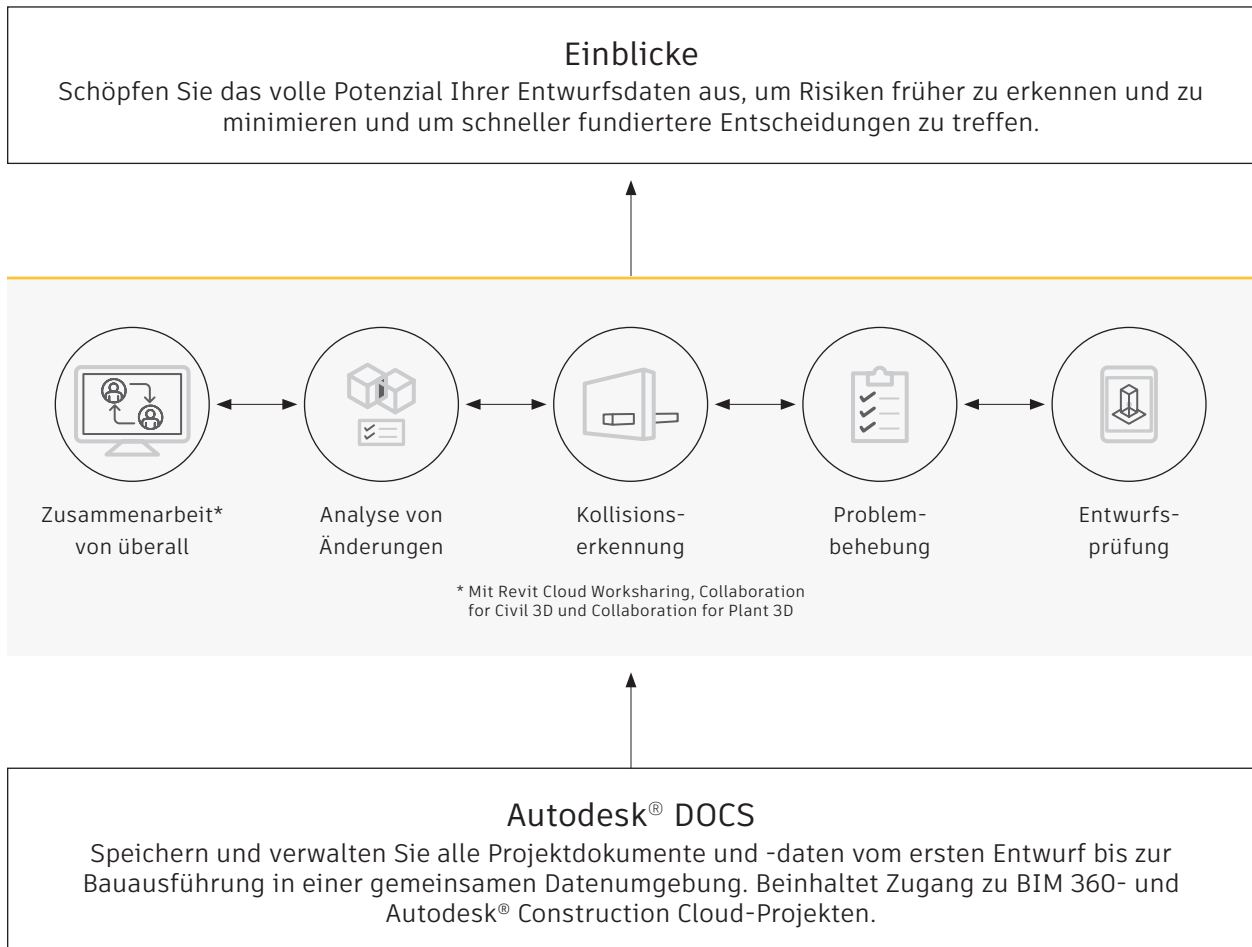 Einblicke
Schöpfen Sie das volle Potenzial Ihrer Entwurfsdaten aus, um Risiken früher zu erkennen und zu
minimieren und um schneller fundiertere Entscheidungen zu treffen.
Zusammenarbeit*
von überall
Analyse von
Änderungen
Kollisions-
erkennung
Problem-
behebung
Entwurfs-
prüfung
* Mit Revit Cloud Worksharing, Collaboration
for Civil 3D und Collaboration for Plant 3D
Autodesk® DOCS
Speichern und verwalten Sie alle Projektdokumente und -daten vom ersten Entwurf bis zur
Bauausführung in einer gemeinsamen Datenumgebung. Beinhaltet Zugang zu BIM 360- und
Autodesk® Construction Cloud-Projekten.